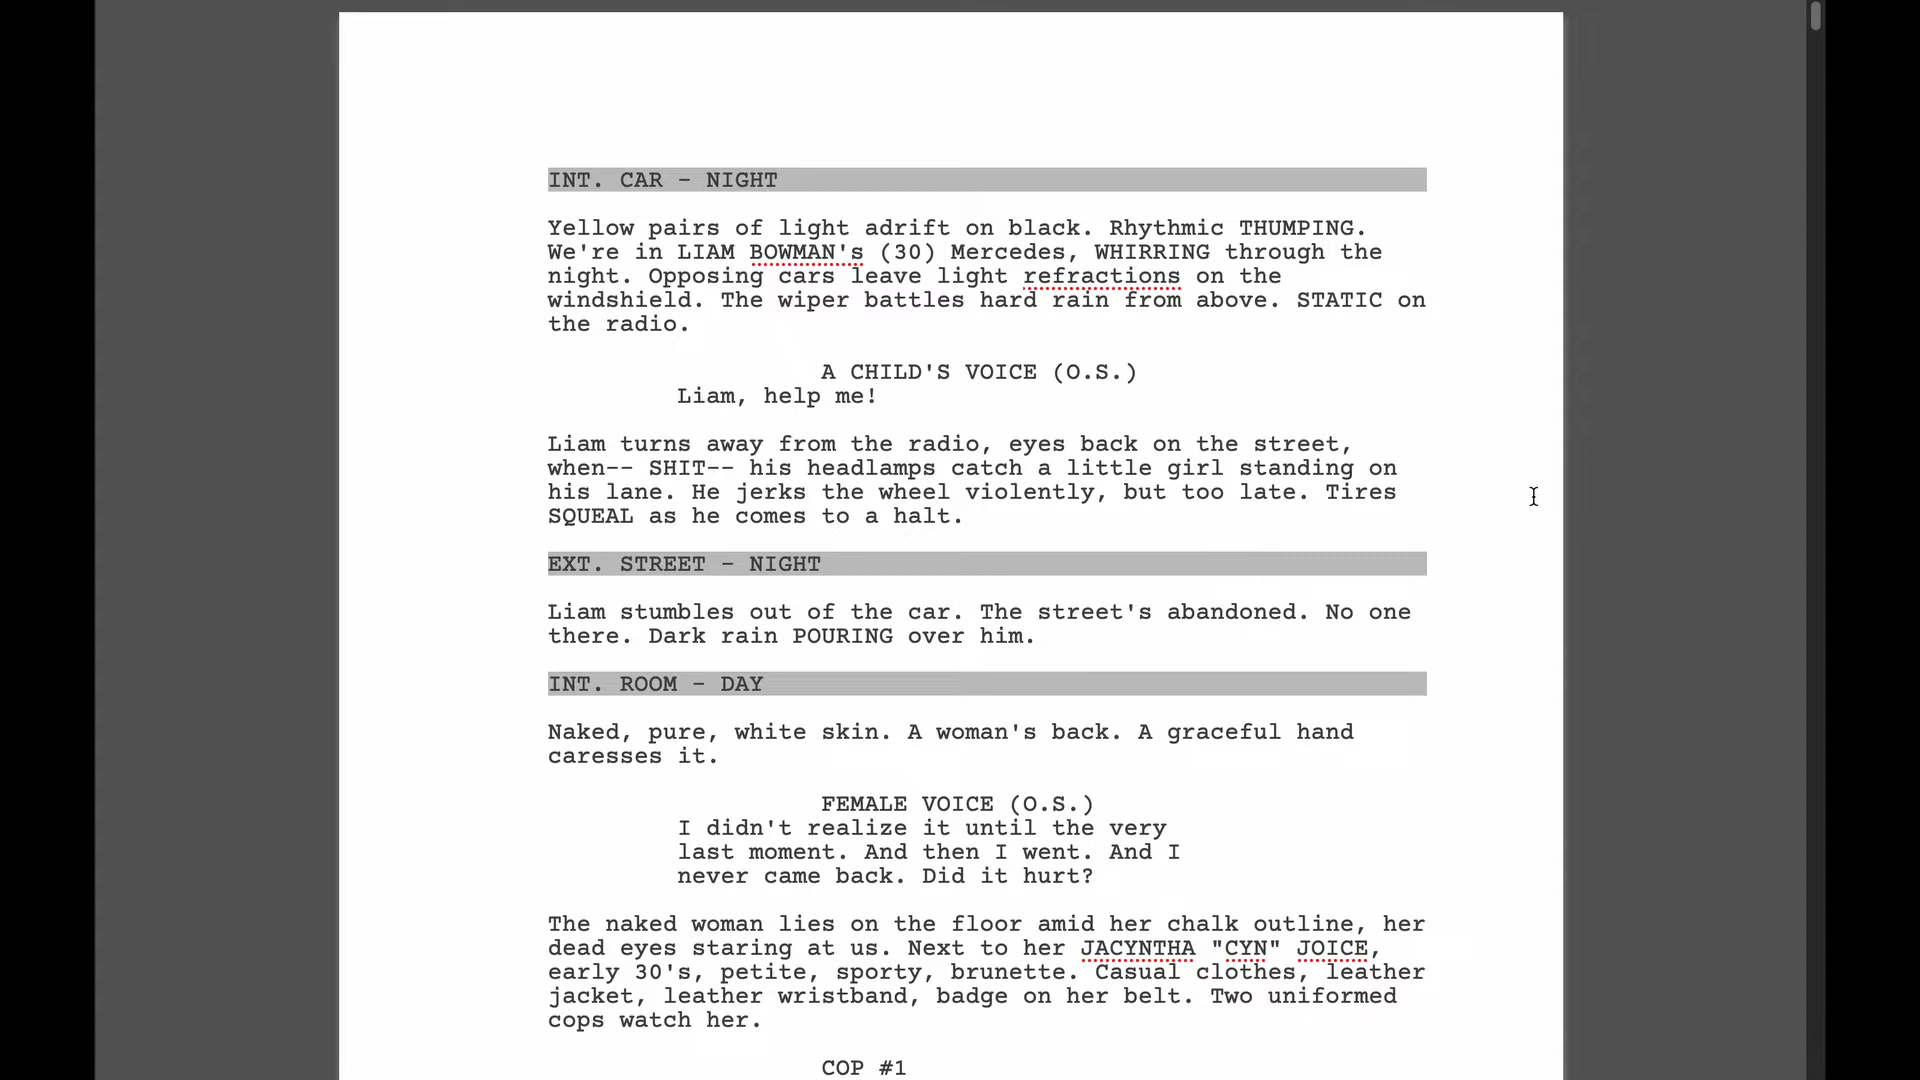 INT. CAR - NIGHT
Yellow pairs of light adrift on black. Rhythmic THUMPING.
We're in LIAM BOWMAN's (30) Mercedes, WHIRRING through the
night. Opposing cars leave light refractions on the
windshield. The wiper battles hard rain from above. STATIC on
the radio.
A CHILD'S VOICE (O.S.)
Liam, help me!
Liam turns away from the radio, eyes back on the street,
when-- SHIT-- his headlamps catch a little girl standing on
his lane. He jerks the wheel violently, but too late. Tires
SQUEAL as he comes to a halt.
EXT. STREET - NIGHT
Liam stumbles out of the car. The street's abandoned. No one
there. Dark rain POURING over him.
INT. ROOM - DAY
Naked, pure, white skin. A woman's back. A graceful hand
caresses it.
FEMALE VOICE (O.S.)
I didn't realize it until the very
last moment. And then I went. And I
never came back. Did it hurt?
The naked woman lies on the floor amid her chalk outline, her
dead eyes staring at us. Next to her JACYNTHA "CYN" JOICE,
early 30's, petite, sporty, brunette. Casual clothes, leather
jacket, leather wristband, badge on her belt. Two uniformed
cops watch her.
COP #1